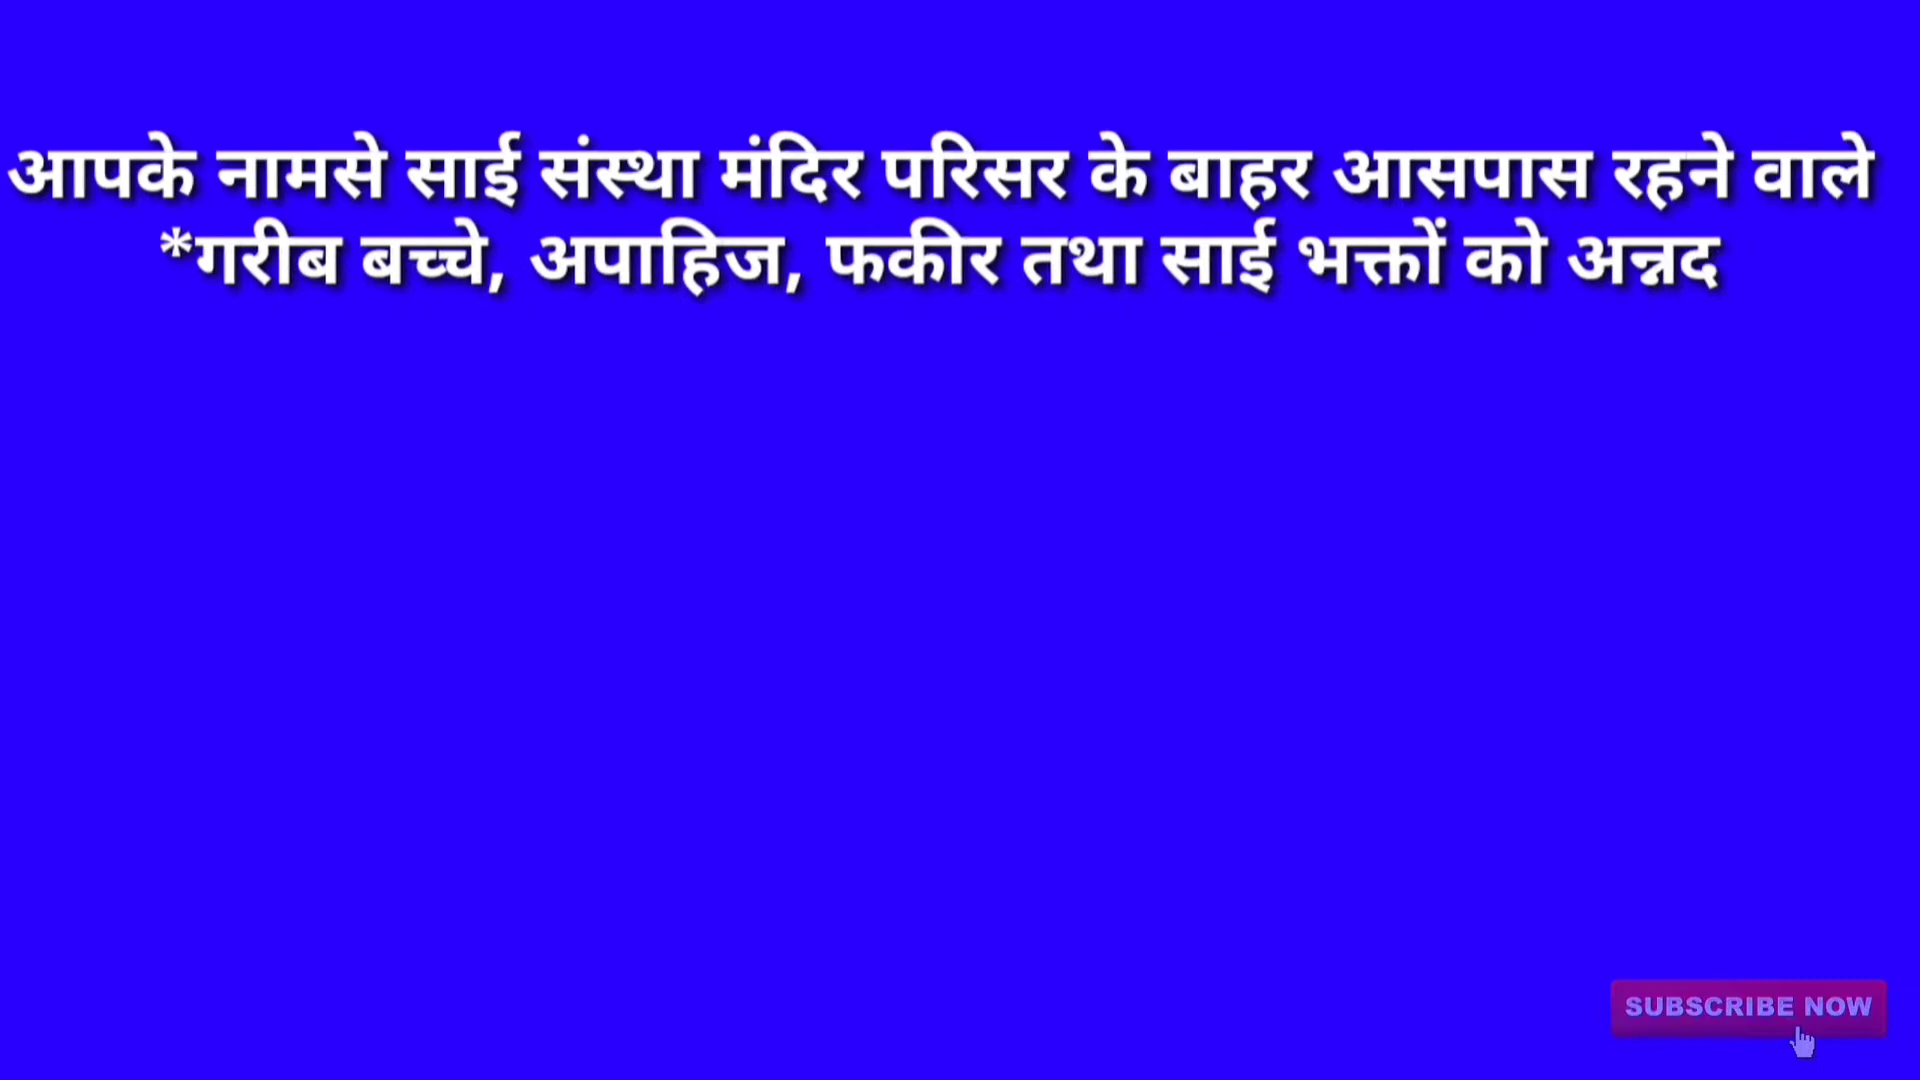 आपके नामसे साई संस्था मंदिर परिसर के बाहर आसपास रहने वाले
*गरीब बच्चे, अपाहिज, फकीर तथा साई भक्तों को अन्नद
SUBSCRIBE NOW